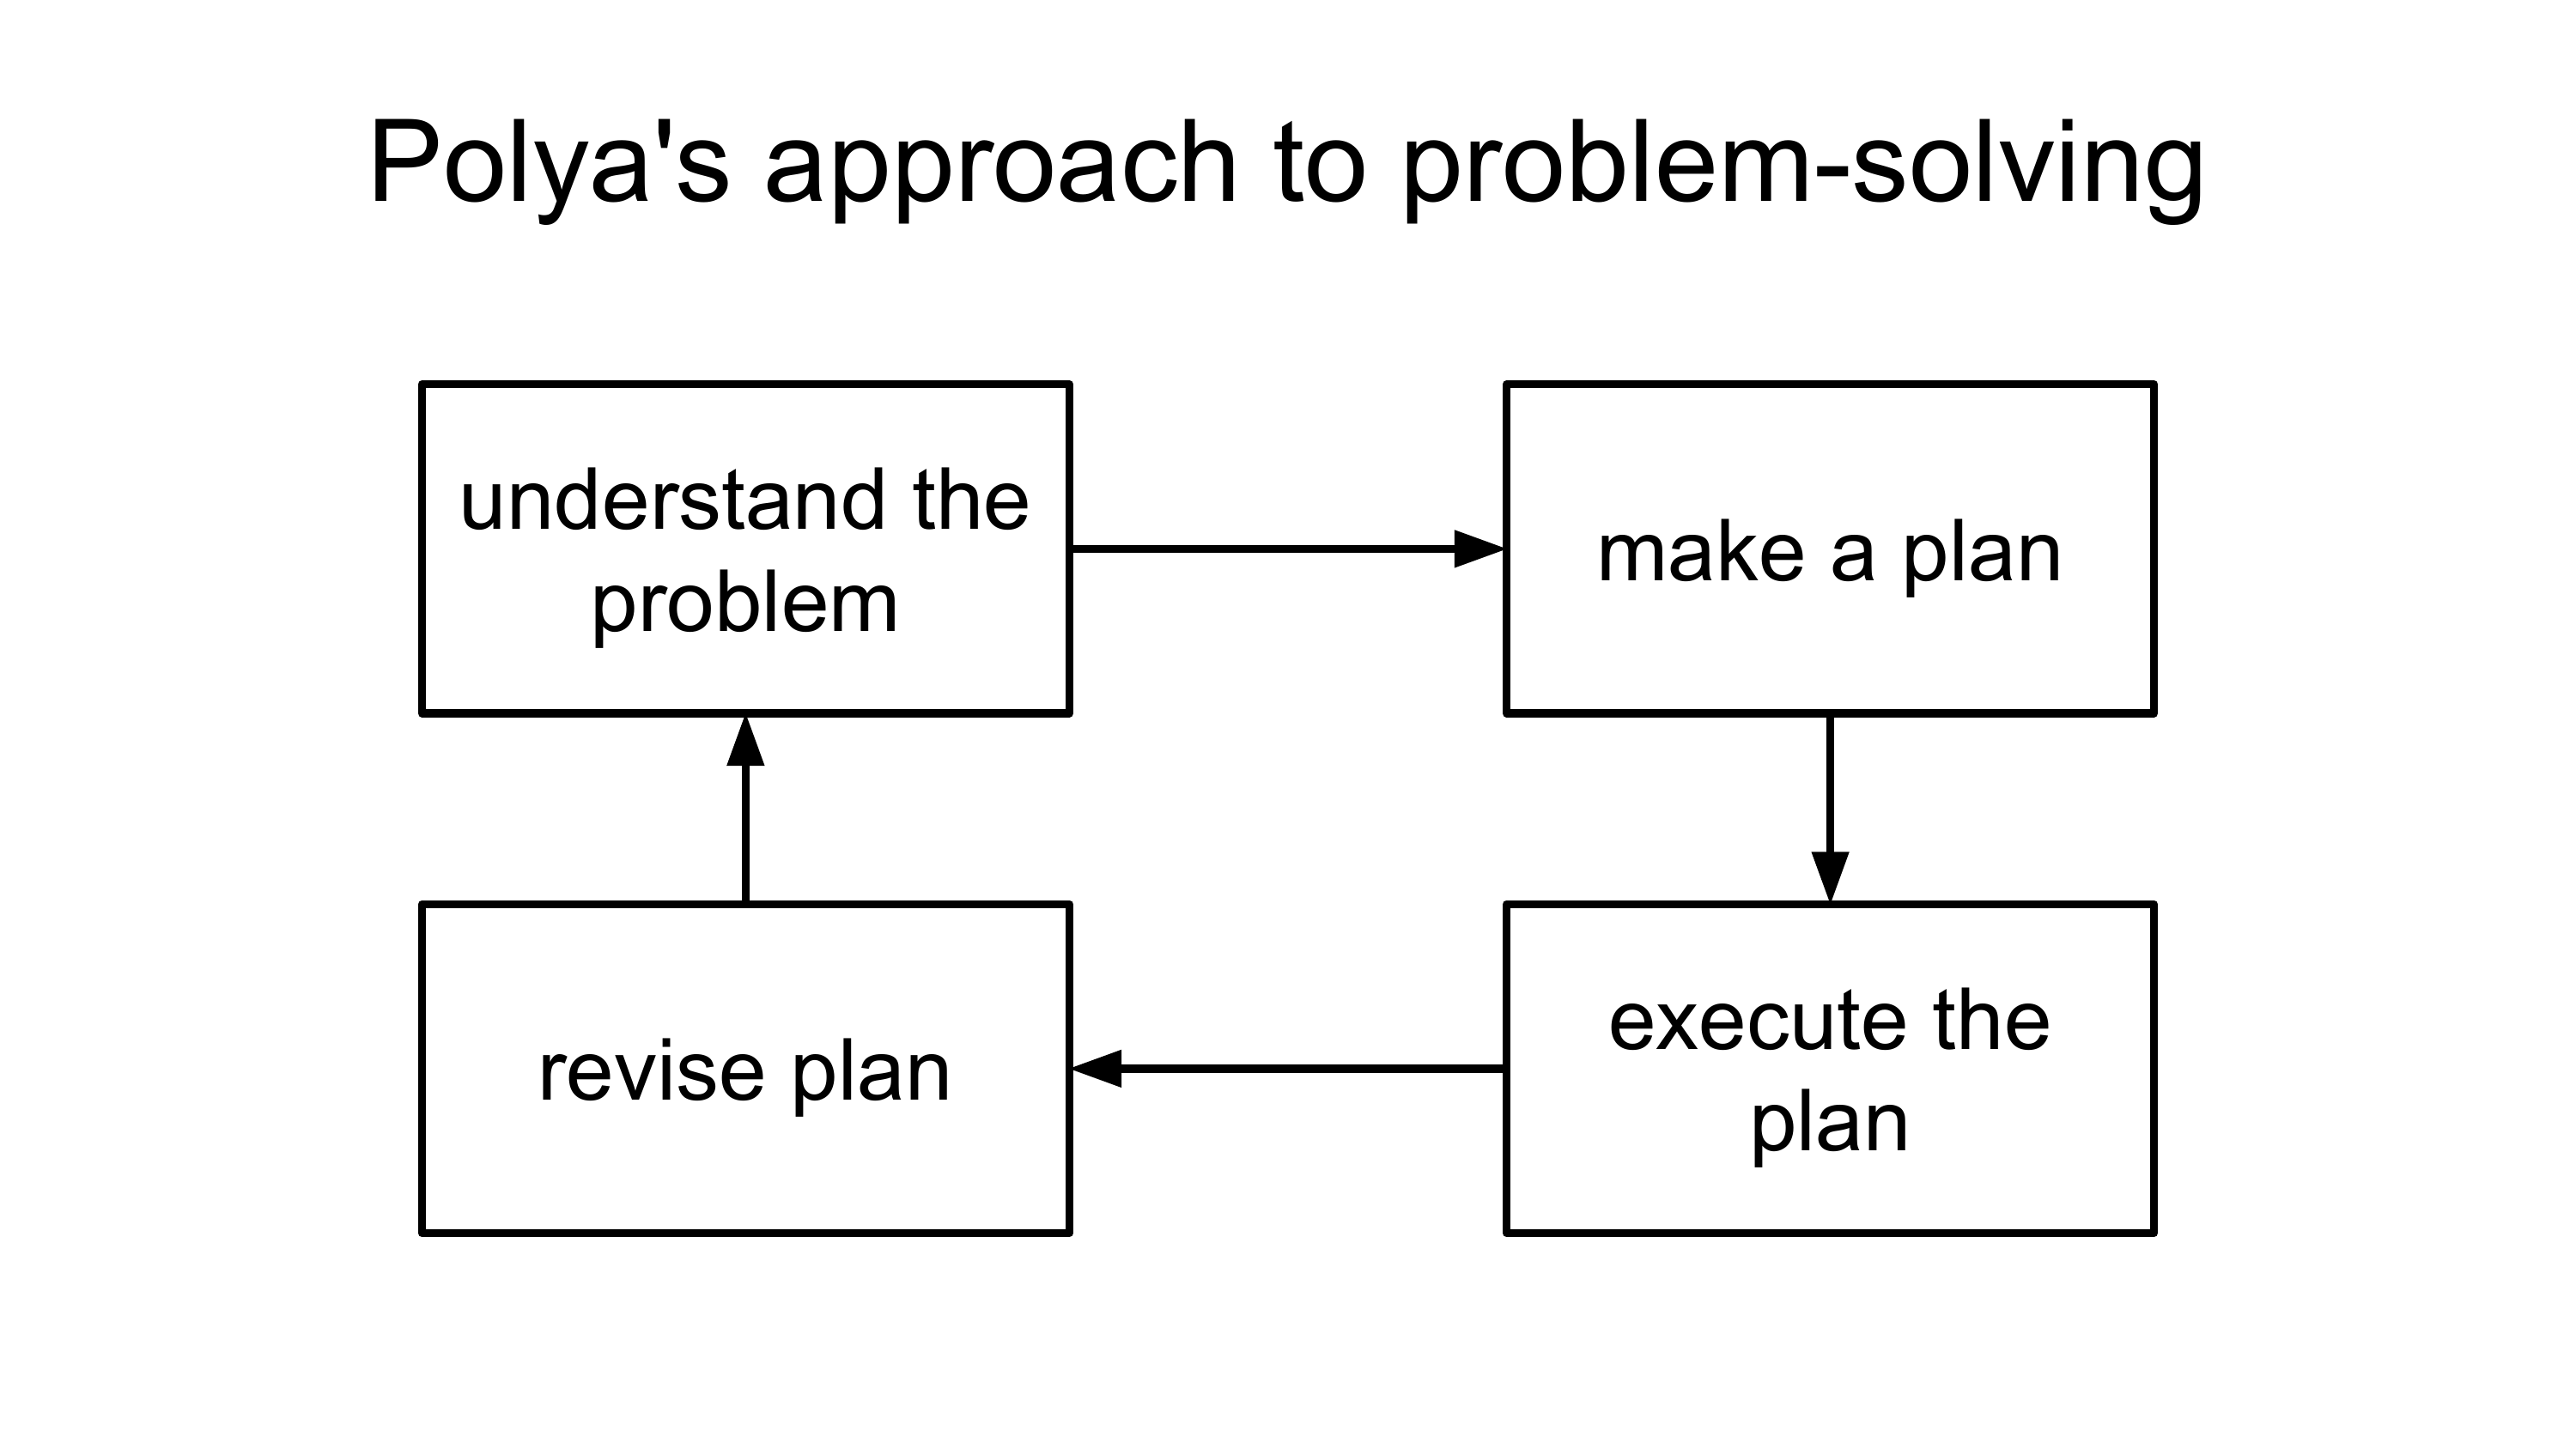 Polya's approach to problem-solving
understand the
problem
make a plan
revise plan
execute the
plan